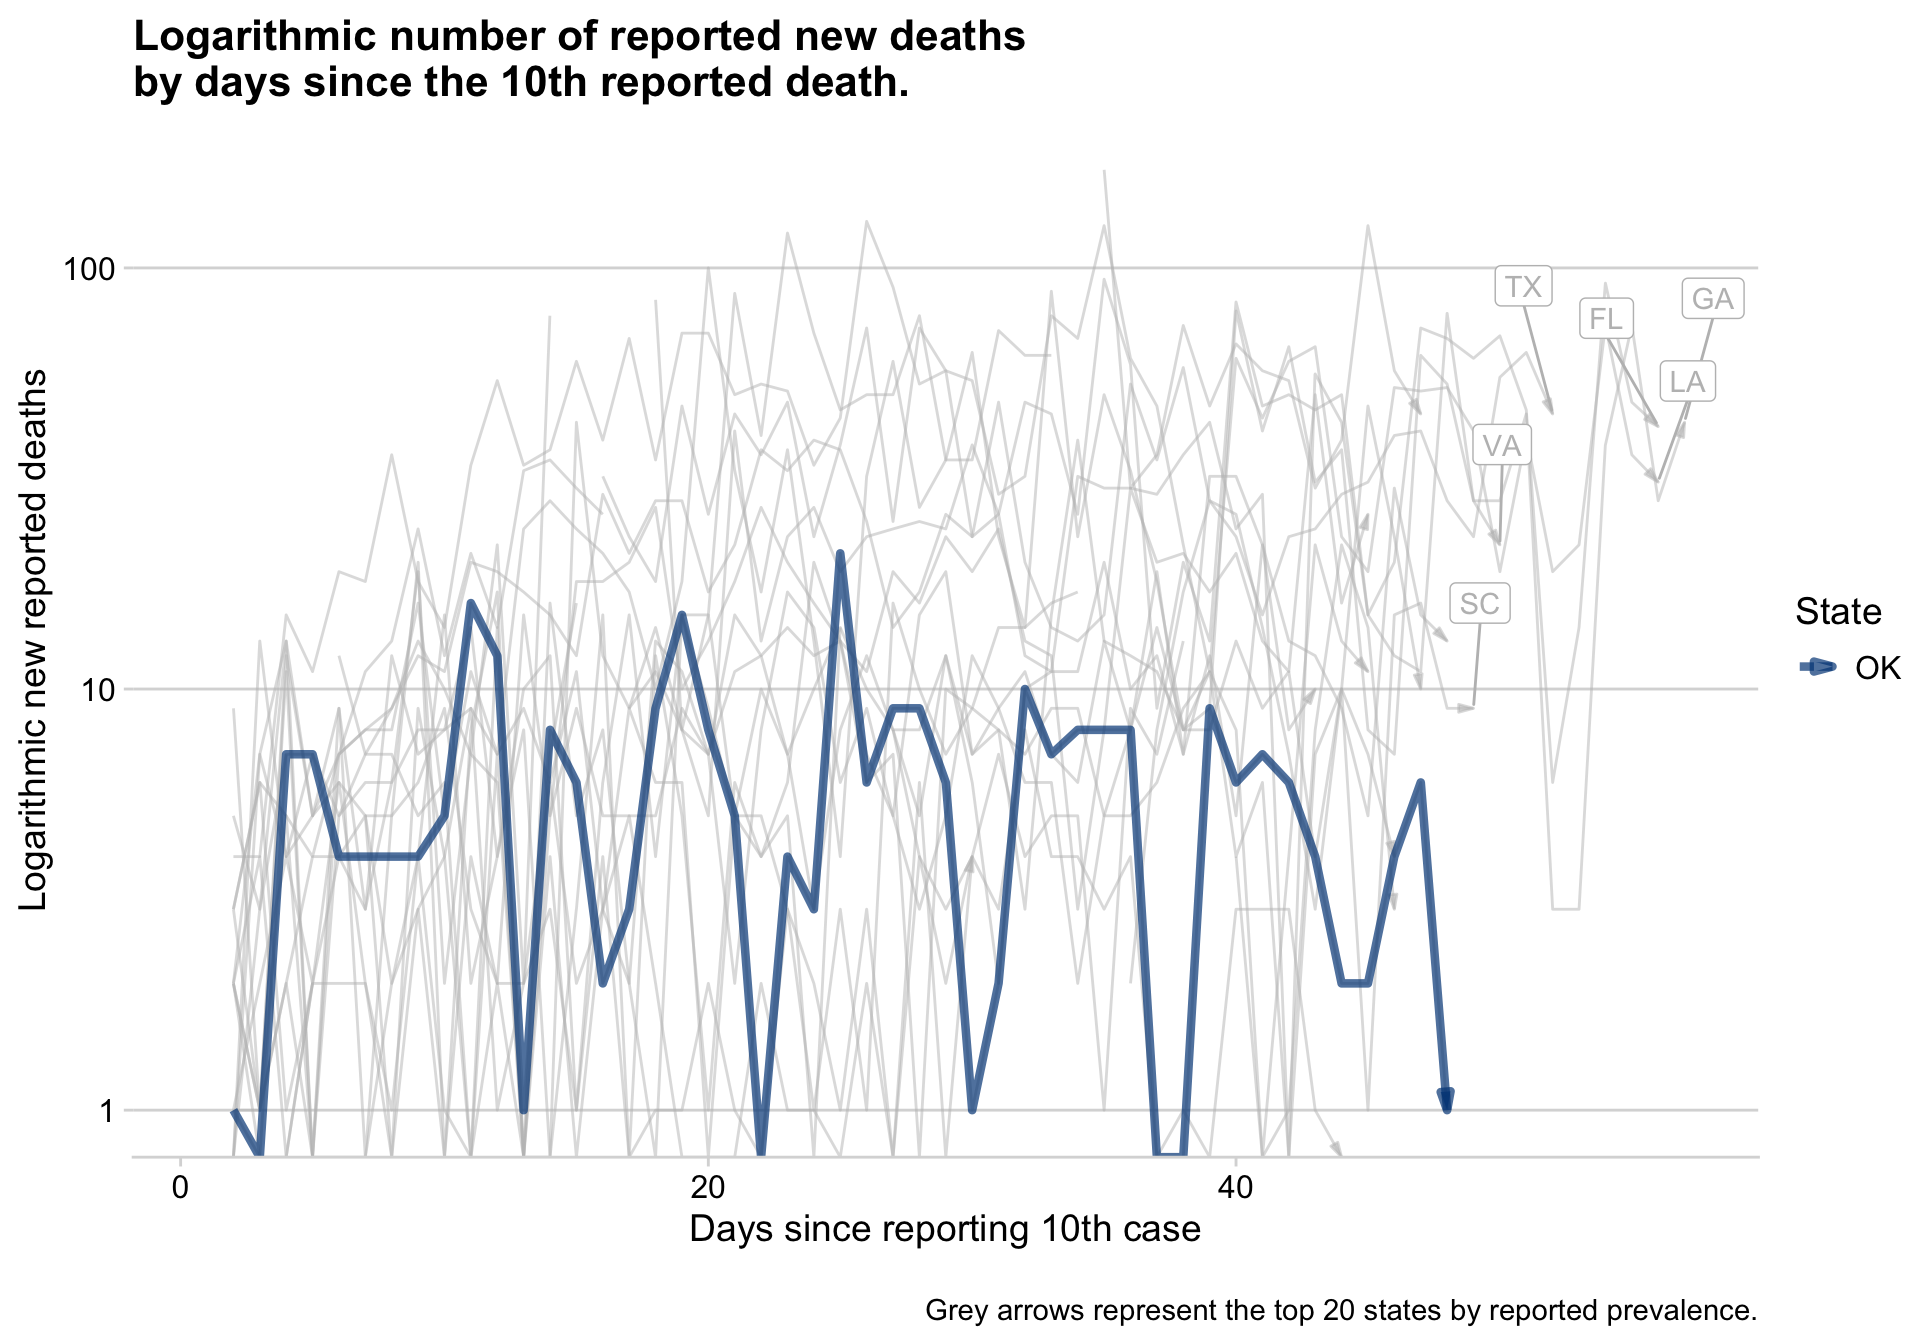 Logarithmic number of reported new deaths
by days since the 10th reported death.
Logarithmic new reported deaths
100
10
1
TX
FL
GA
LA
VA
SC
State
OK
0
20
40
Days since reporting 10th case
Grey arrows represent the top 20 states by reported prevalence.